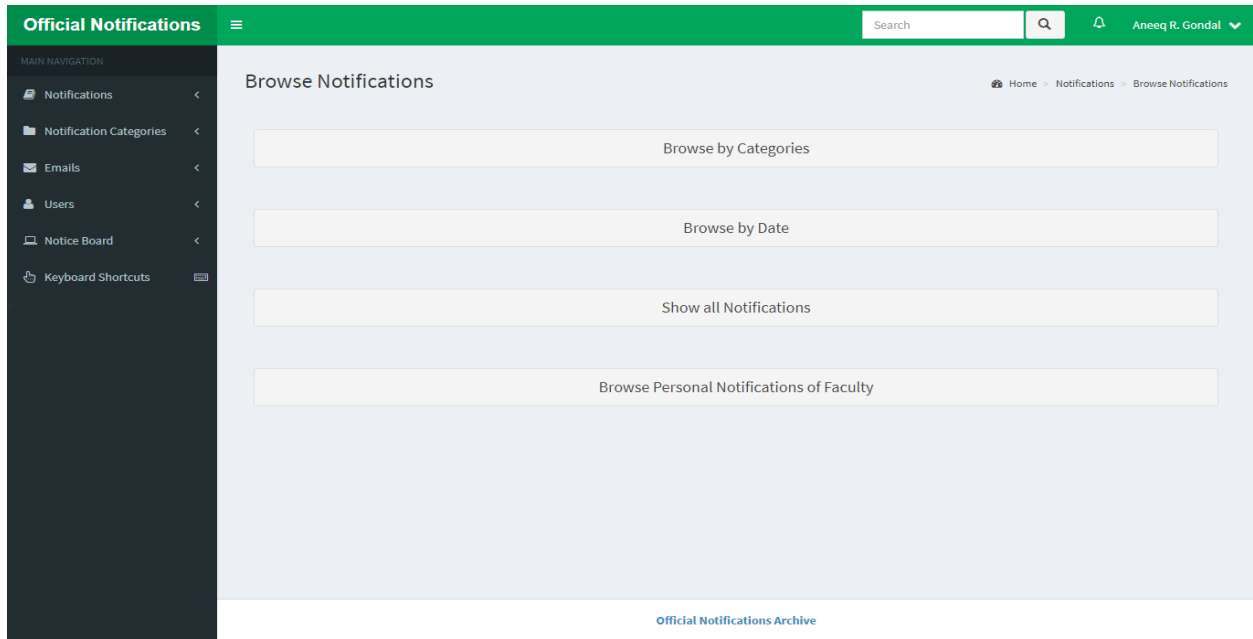 Official Notifications
Search
Aneeq R. Gondal
MAIN NAVIGATION
Notifications
Notification Categories
Emails
Users
Notice Board
Keyboard Shortcuts
Browse Notifications
Home > Notifications > Browse Notifications
Browse by Categories
Browse by Date
Show all Notifications
Browse Personal Notifications of Faculty
Official Notifications Archive